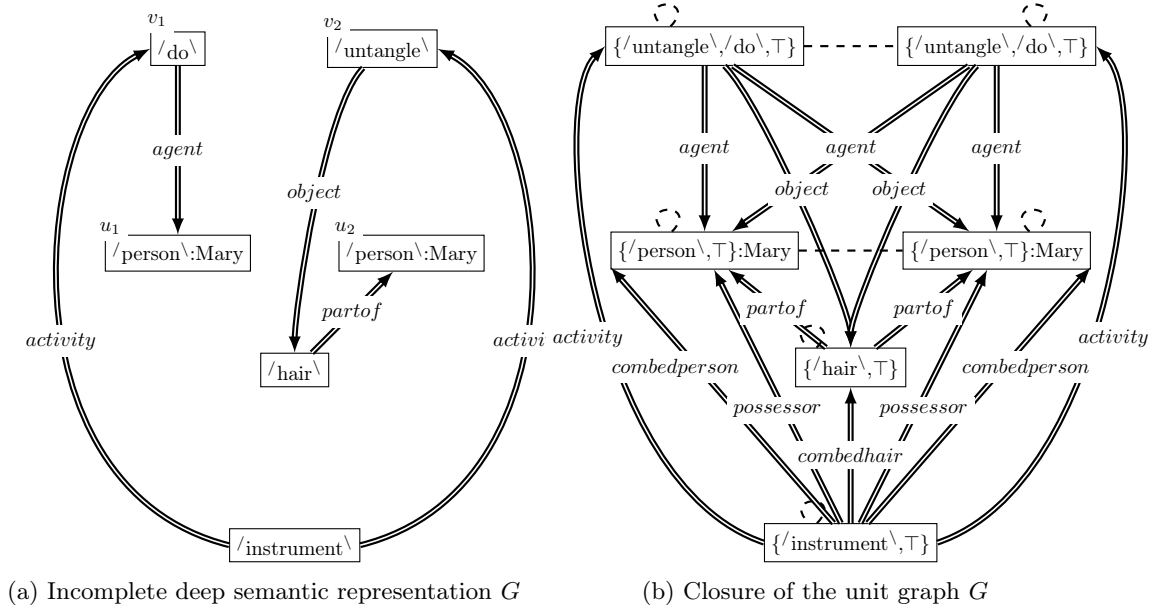 v1
/do\
v2
/untangle\
agent
object
u1
/person\:Mary
u2
/person\:Mary
partof
activity
activi
/hair\
/instrument\
(a) Incomplete deep semantic representation G
{/untangle\,/do\,⊤}
{/untangle\,/do\,⊤}
agent
agent
agent
object
object
{/person\,⊤}:Mary
{/person\,⊤}:Mary
partof
partof
activity
activity
{/hair\,⊤}
combedperson
combedperson
possessor
possessor
combedhair
{/instrument\,⊤}
(b) Closure of the unit graph G